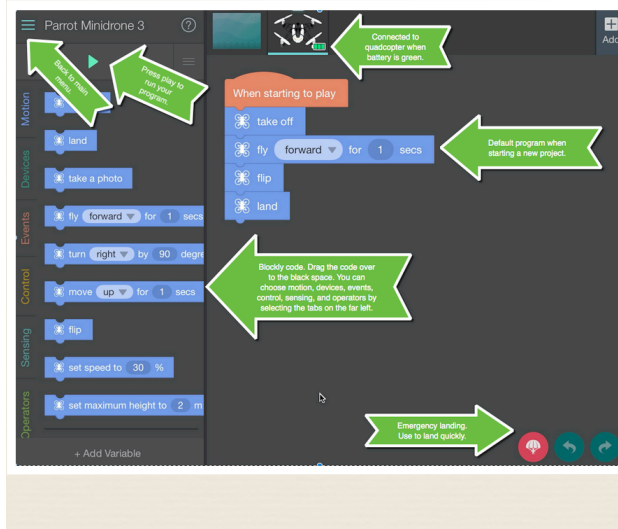 Parrot Minidrone 3
?
Add
Back to main
menu.
Press play to
run your
program.
Connected to
quadcopter when
battery is green.
Motion
Devices
Events
Control
Sensing
Operators
land
take a photo
fly forward for 1 secs
turn right by 90 degre
move up for 1 secs
flip
set speed to 30 %
set maximum height to 2 m
+ Add Variable
When starting to play
take off
fly forward for 1 secs
flip
land
Default program when
starting a new project.
Blockly code. Drag the code over
to the black space. You can
choose motion, devices, events,
control, sensing, and operators by
selecting the tabs on the far left.
Emergency landing.
Use to land quickly.